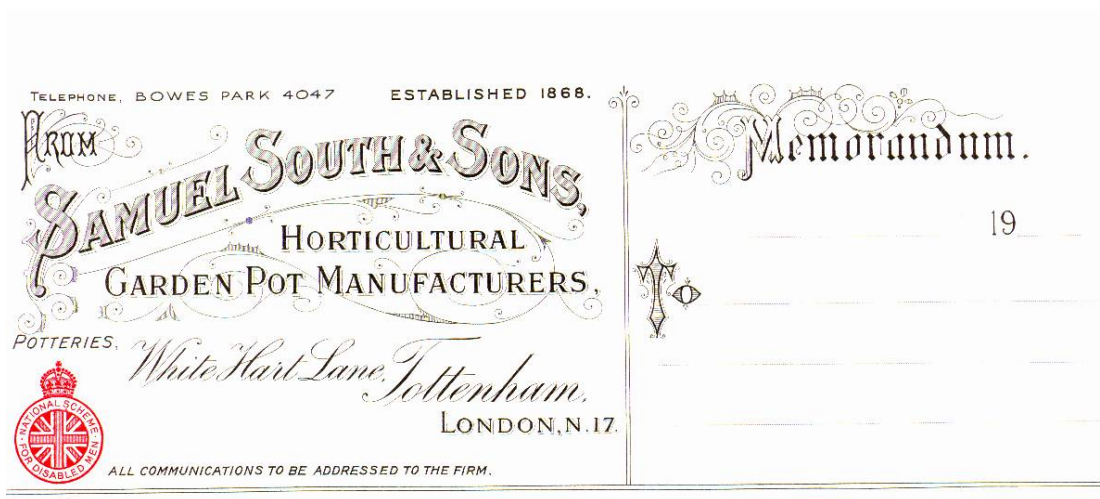 TELEPHONE, BOWES PARK 4047
ESTABLISHED 1868.
FROM
SAMUEL SOUTH & SONS,
HORTICULTURAL
GARDEN POT MANUFACTURERS,
POTTERIES,
White Hart Lane, Tottenham,
LONDON, N. 17.
NATIONAL SCHEME FOR DISABLED MEN
ALL COMMUNICATIONS TO BE ADDRESSED TO THE FIRM.
Memorandum.
19
To